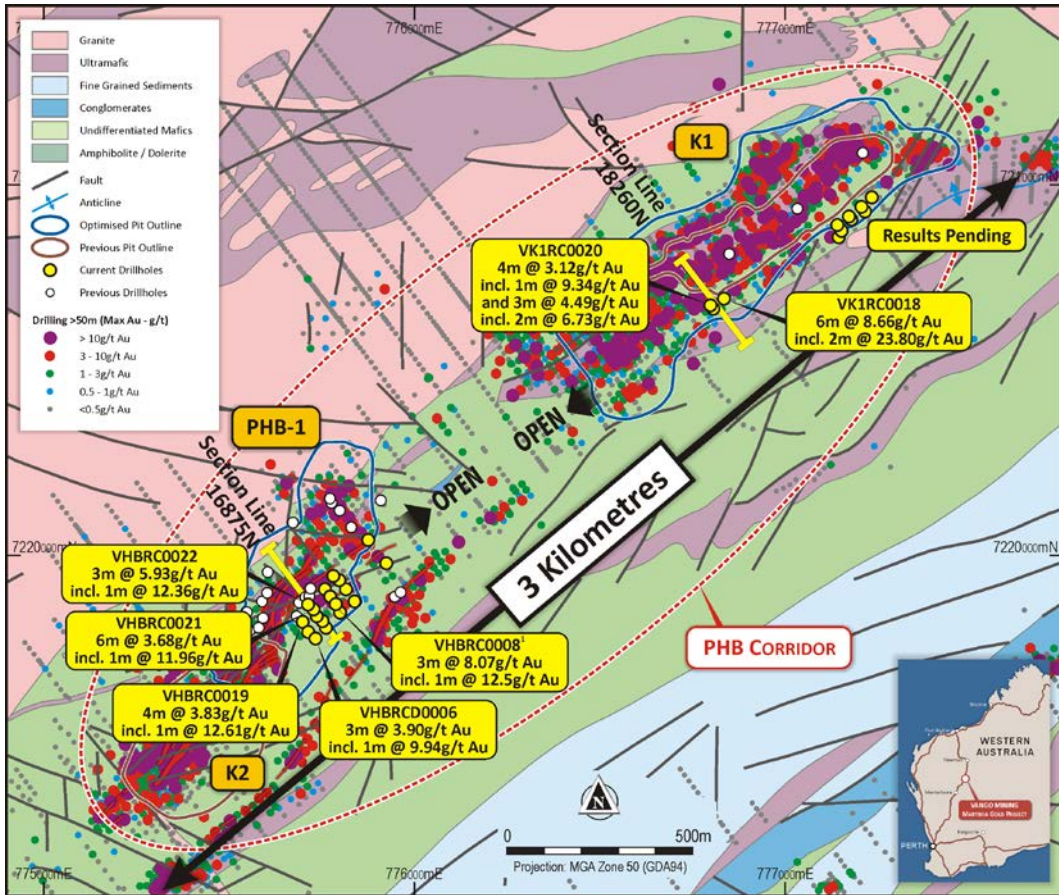 776000mE
777000mE
Granite
Ultramafic
Fine Grained Sediments
Conglomerates
Undifferentiated Mafics
Amphibolite / Dolerite
Fault
Anticline
Optimised Pit Outline
Previous Pit Outline
Current Drillholes
Previous Drillholes
Drilling >50m (Max Au - g/t)
> 10g/t Au
3 - 10g/t Au
1 - 3g/t Au
0.5 - 1g/t Au
<0.5g/t Au
K1
Section Line
18260N
Results Pending
VK1RC0020
4m @ 3.12g/t Au
incl. 1m @ 9.34g/t Au
and 3m @ 4.49g/t Au
incl. 2m @ 6.73g/t Au
VK1RC0018
6m @ 8.66g/t Au
incl. 2m @ 23.80g/t Au
OPEN
PHB-1
Section Line
16875N
OPEN
3 Kilometres
7220000mN
7220000mN
VHBRC0022
3m @ 5.93g/t Au
incl. 1m @ 12.36g/t Au
VHBRC0021
6m @ 3.68g/t Au
incl. 1m @ 11.96g/t Au
VHBRC0008¹
3m @ 8.07g/t Au
incl. 1m @ 12.5g/t Au
VHBRC0019
4m @ 3.83g/t Au
incl. 1m @ 12.61g/t Au
VHBRCD0006
3m @ 3.90g/t Au
incl. 1m @ 9.94g/t Au
PHB CORRIDOR
K2
N
0 500m
Projection: MGA Zone 50 (GDA94)
WESTERN
AUSTRALIA
VANGO MINING
MARYMIA GOLD PROJECT
PERTH
775000mE
776000mE
777000mE